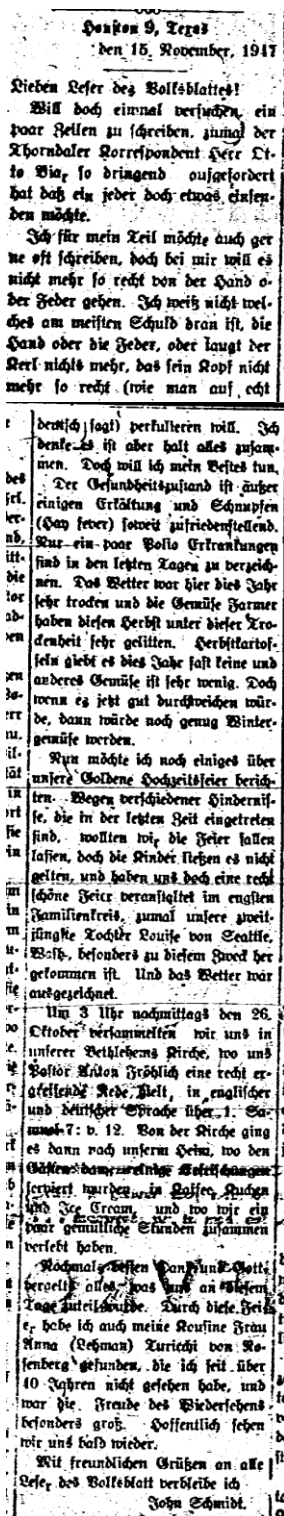 Houston 9, Texas
den 15. November, 1947
Lieben Leser des Volksblattes!
Will doch einmal versuchen, ein
paar Zeilen zu schreiben, zumal der
Thorndaler Korrespondent Herr Ot-
to Biar so dringend aufgefordert
hat daß ein jeder doch etwas einsen-
den möchte.
Ich für mein Teil möchte auch ger
ne oft schreiben, doch bei mir will es
nicht mehr so recht von der Hand o-
der Feder gehen. Ich weiß nicht wel-
ches am meisten Schuld dran ist, die
Hand oder die Feder, oder taugt der
Kerl nichts mehr, das sein Kopf nicht
mehr so recht (wie man auf echt
deutsch sagt) perkulieren will. Ich
denke es ist aber halt alles zusam-
men. Doch will ich mein Bestes tun.
Der Gesundheitszustand ist außer
einigen Erkältung und Schnupfen
(Hay fever) soweit zufriedenstellend.
Nur ein paar Polio Erkrankungen
sind in den letzten Tagen zu verzeich-
nen. Das Wetter war hier dies Jahr
sehr trocken und die Gemüse Farmer
haben diesen Herbst unter dieser Tro-
ckenheit sehr gelitten. Herbstkartof-
feln giebt es dies Jahr fast keine und
anderes Gemüse ist sehr wenig. Doch
wenn es jetzt gut durchweichen wür-
de, dann würde noch genug Winter-
gemüse werden.
Nun möchte ich noch einiges über
unsere Goldene Hochzeitsfeier berich-
ten. Wegen verschiedener Hindernis-
se, die in der letzten Zeit eingetreten
sind, wollten wir die Feier fallen
lassen, doch die Kinder ließen es nicht
gelten, und haben uns doch eine recht
schöne Feier veranstaltet im engsten
Familienkreis, zumal unsere zweit-
jüngste Tochter Louise von Seattle,
Wash., besonders zu diesem Zweck her
gekommen ist. Und das Wetter war
ausgezeichnet.
Um 3 Uhr nachmittags den 26.
Oktober versammelten wir uns in
unserer Bethlehems Kirche, wo uns
Pastor Anton Fröhlich eine recht er-
greifende Rede hielt, in englischer
und deutscher Sprache über 1. Sa-
muel 7: v. 12. Von der Kirche ging
es dann nach unserm Heim, wo den
Gästen dann einige Erfrischungen
serviert wurden, in Kaffee, Kuchen
und Ice Cream, und wo wir ein
paar gemütliche Stunden zusammen
verlebt haben.
Nochmals besten Dank und Gott
vergelts alles was uns an diesem
Tage zuteil wurde. Durch diese Fei-
er habe ich auch meine Kousine Frau
Anna (Lehman) Turiechi von Ro-
senberg gefunden, die ich seit über
40 Jahren nicht gesehen habe, und
war die Freude des Wiedersehens
besonders groß. Hoffentlich sehen
wir uns bald wieder.
Mit freundlichen Grüßen an alle
Leser des Volksblatt verbleibe ich
John Schmidt.